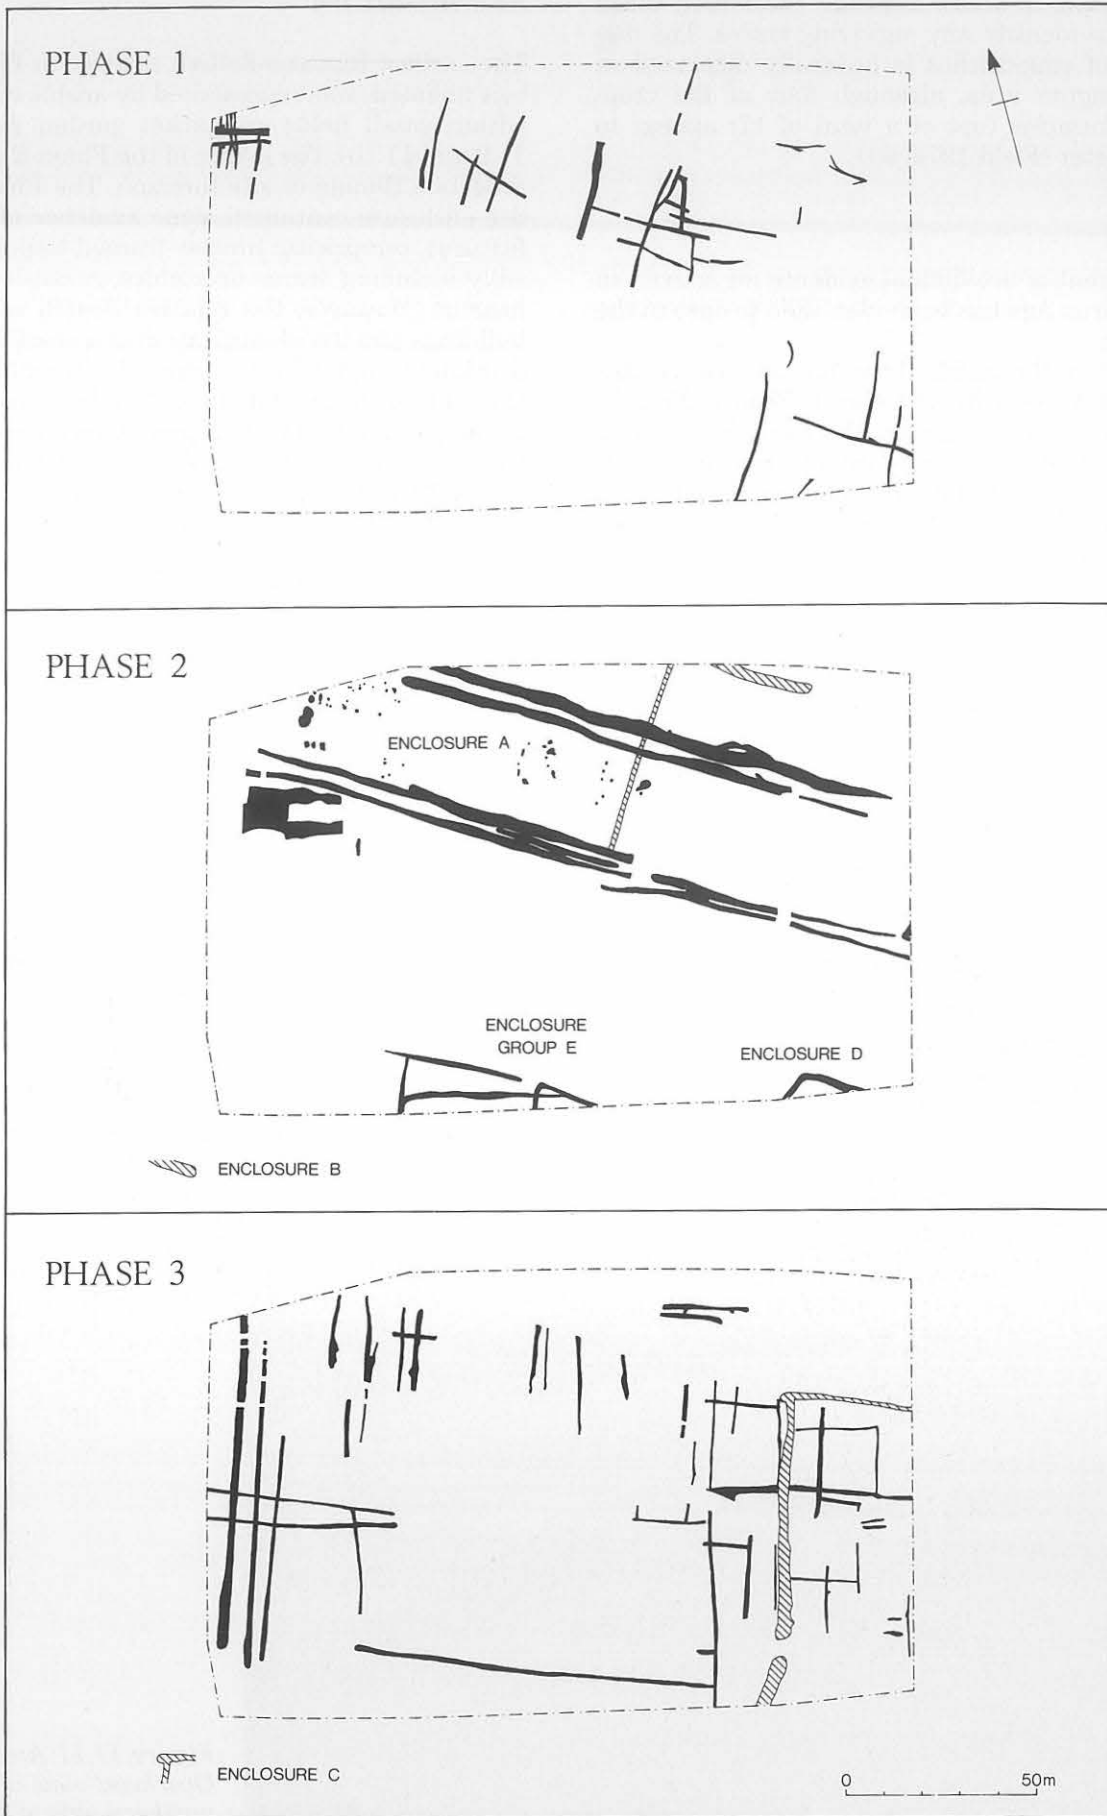 PHASE 1
PHASE 2
ENCLOSURE A
ENCLOSURE
GROUP E
ENCLOSURE D
ENCLOSURE B
PHASE 3
ENCLOSURE C
0 50m